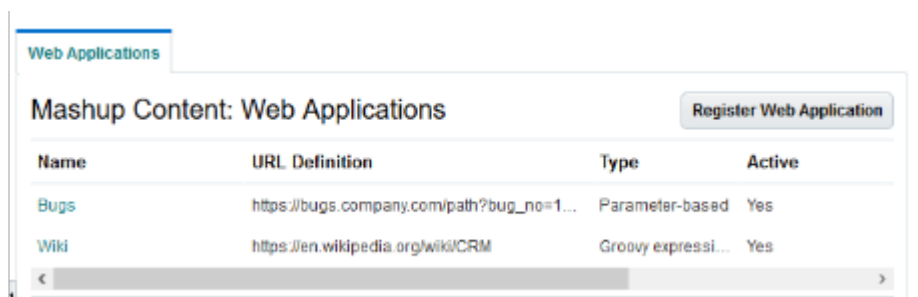 Web Applications
Mashup Content: Web Applications Register Web Application
Name URL Definition Type Active
Bugs https://bugs.company.com/path?bug_no=1... Parameter-based Yes
Wiki https://en.wikipedia.org/wiki/CRM Groovy expressi... Yes